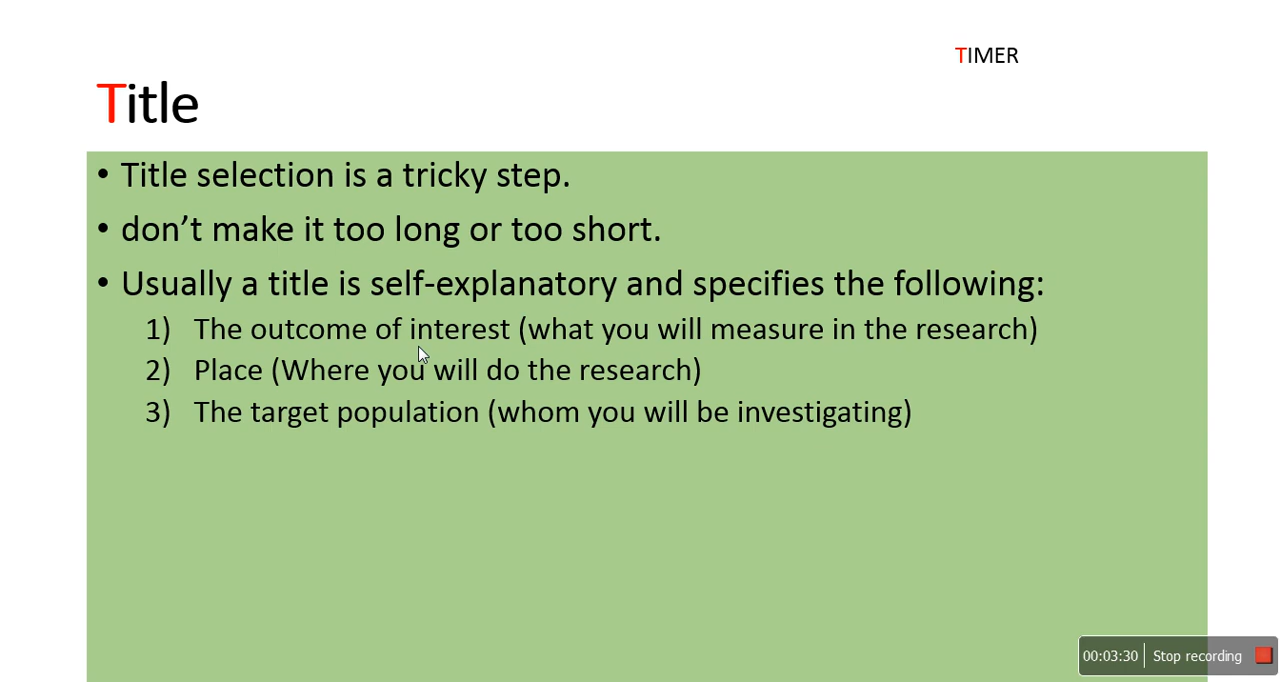 TIMER
Title
• Title selection is a tricky step.
• don’t make it too long or too short.
• Usually a title is self-explanatory and specifies the following:
1) The outcome of interest (what you will measure in the research)
2) Place (Where you will do the research)
3) The target population (whom you will be investigating)
00:03:30 Stop recording